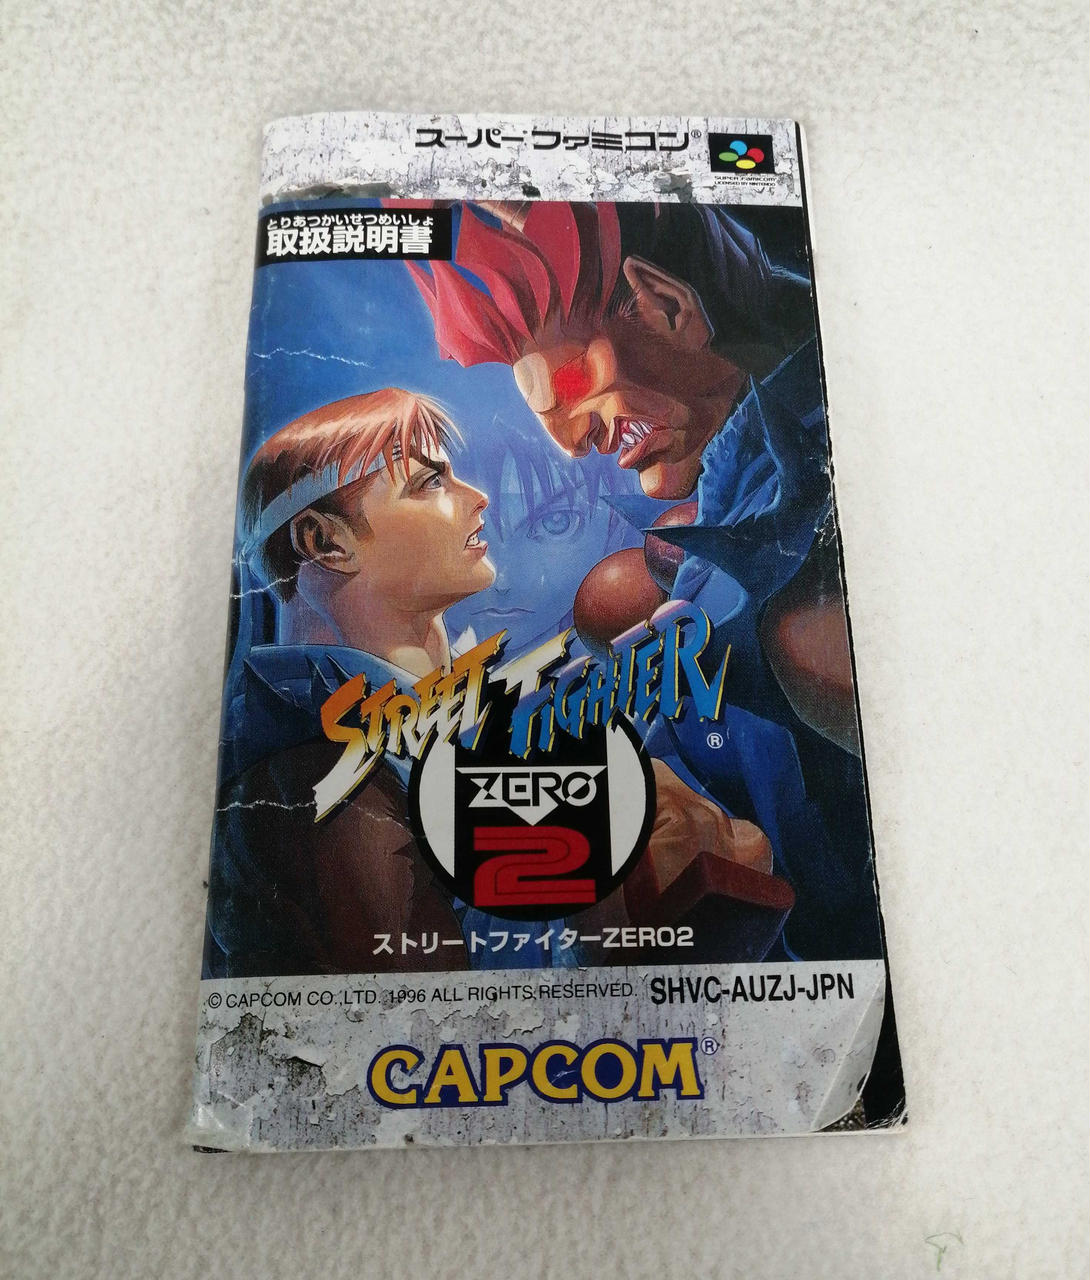 スーパーファミコン®
SUPER FAMICOM
LICENSED BY NINTENDO
とりあつかいせつめいしょ
取扱説明書
STREET FIGHTER®
ZERO
2
ストリートファイターZERO2
© CAPCOM CO.,LTD. 1996 ALL RIGHTS RESERVED. SHVC-AUZJ-JPN
CAPCOM®